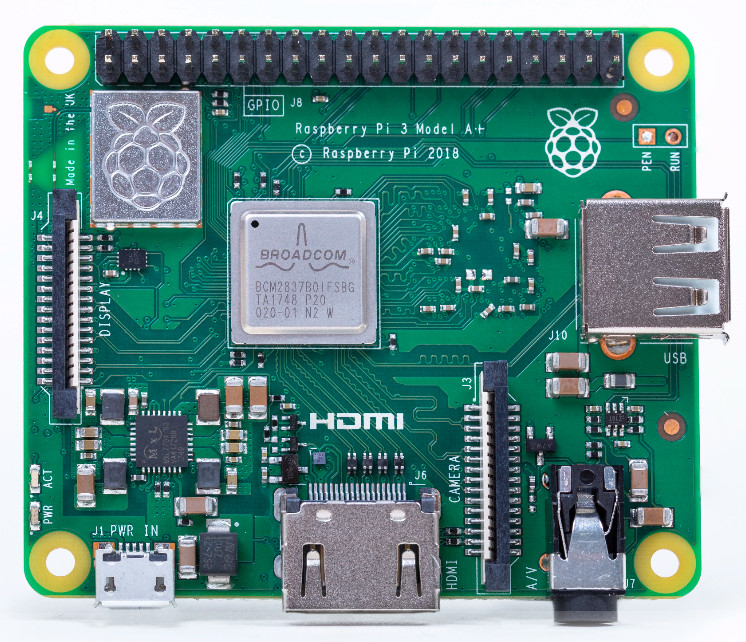 GPIO
J8
Made in the UK
Raspberry Pi 3 Model A+
© Raspberry Pi 2018
PEN
RUN
J4
DISPLAY
BROADCOM®
BCM2837B0IFSBG
TA1748 P20
020-01 N2 W
J10
USB
J3
HDMI
CAMERA
J6
ACT
PWR
J1 PWR IN
HDMI
A/V
J7